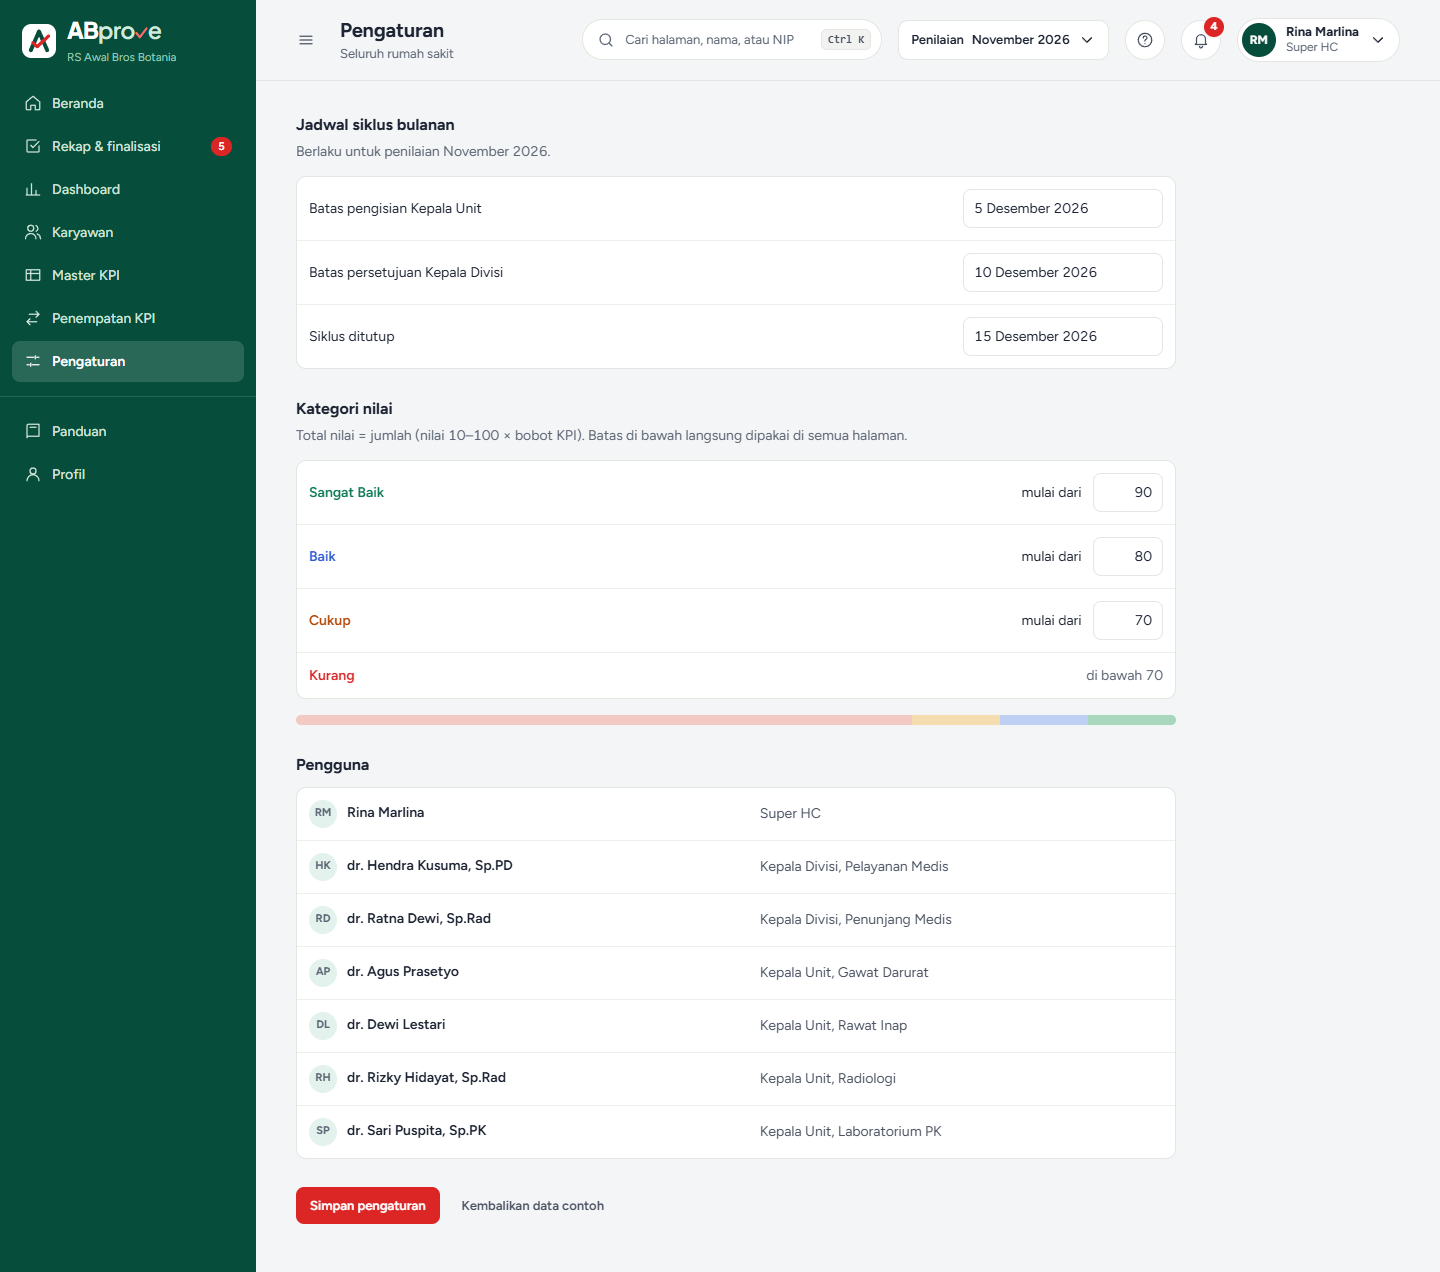 ABprove
RS Awal Bros Botania
Beranda
Rekap & finalisasi 5
Dashboard
Karyawan
Master KPI
Penempatan KPI
Pengaturan
Panduan
Profil
Pengaturan
Seluruh rumah sakit
Cari halaman, nama, atau NIP Ctrl K
Penilaian November 2026
4
RM
Rina Marlina
Super HC
Jadwal siklus bulanan
Berlaku untuk penilaian November 2026.
Batas pengisian Kepala Unit 5 Desember 2026
Batas persetujuan Kepala Divisi 10 Desember 2026
Siklus ditutup 15 Desember 2026
Kategori nilai
Total nilai = jumlah (nilai 10–100 × bobot KPI). Batas di bawah langsung dipakai di semua halaman.
Sangat Baik mulai dari 90
Baik mulai dari 80
Cukup mulai dari 70
Kurang di bawah 70
Pengguna
RM Rina Marlina Super HC
HK dr. Hendra Kusuma, Sp.PD Kepala Divisi, Pelayanan Medis
RD dr. Ratna Dewi, Sp.Rad Kepala Divisi, Penunjang Medis
AP dr. Agus Prasetyo Kepala Unit, Gawat Darurat
DL dr. Dewi Lestari Kepala Unit, Rawat Inap
RH dr. Rizky Hidayat, Sp.Rad Kepala Unit, Radiologi
SP dr. Sari Puspita, Sp.PK Kepala Unit, Laboratorium PK
Simpan pengaturan Kembalikan data contoh